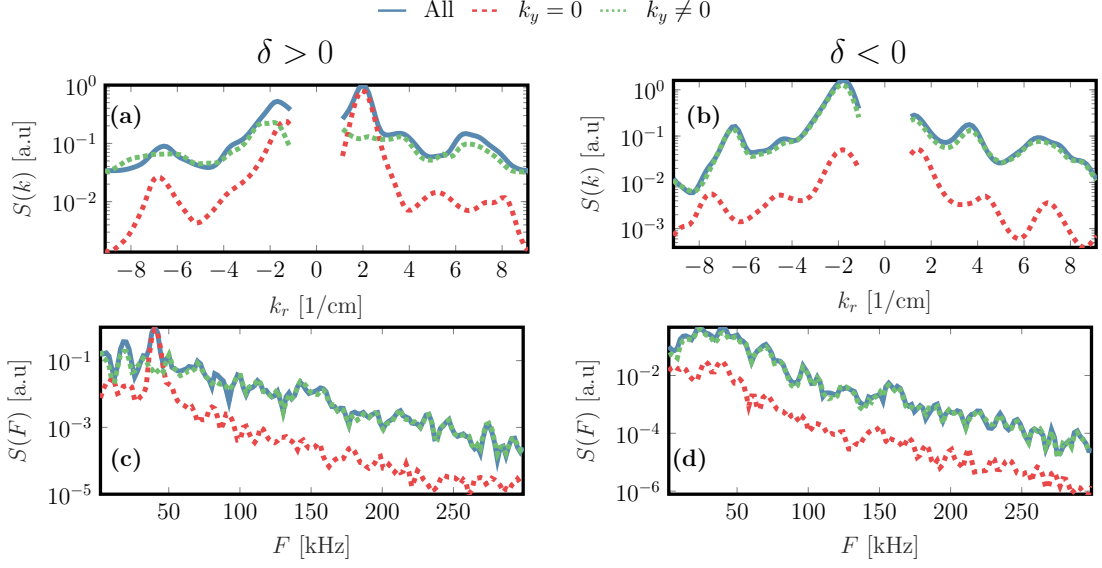 All k_y = 0 k_y ≠ 0
δ > 0 δ < 0
(a)
S(k) [a.u]
10^0
10^−1
10^−2
−8 −6 −4 −2 0 2 4 6 8
k_r [1/cm]
(b)
S(k) [a.u]
10^0
10^−1
10^−2
10^−3
−8 −6 −4 −2 0 2 4 6 8
k_r [1/cm]
(c)
S(F) [a.u]
10^−1
10^−3
10^−5
50 100 150 200 250
F [kHz]
(d)
S(F) [a.u]
10^−2
10^−4
10^−6
50 100 150 200 250
F [kHz]